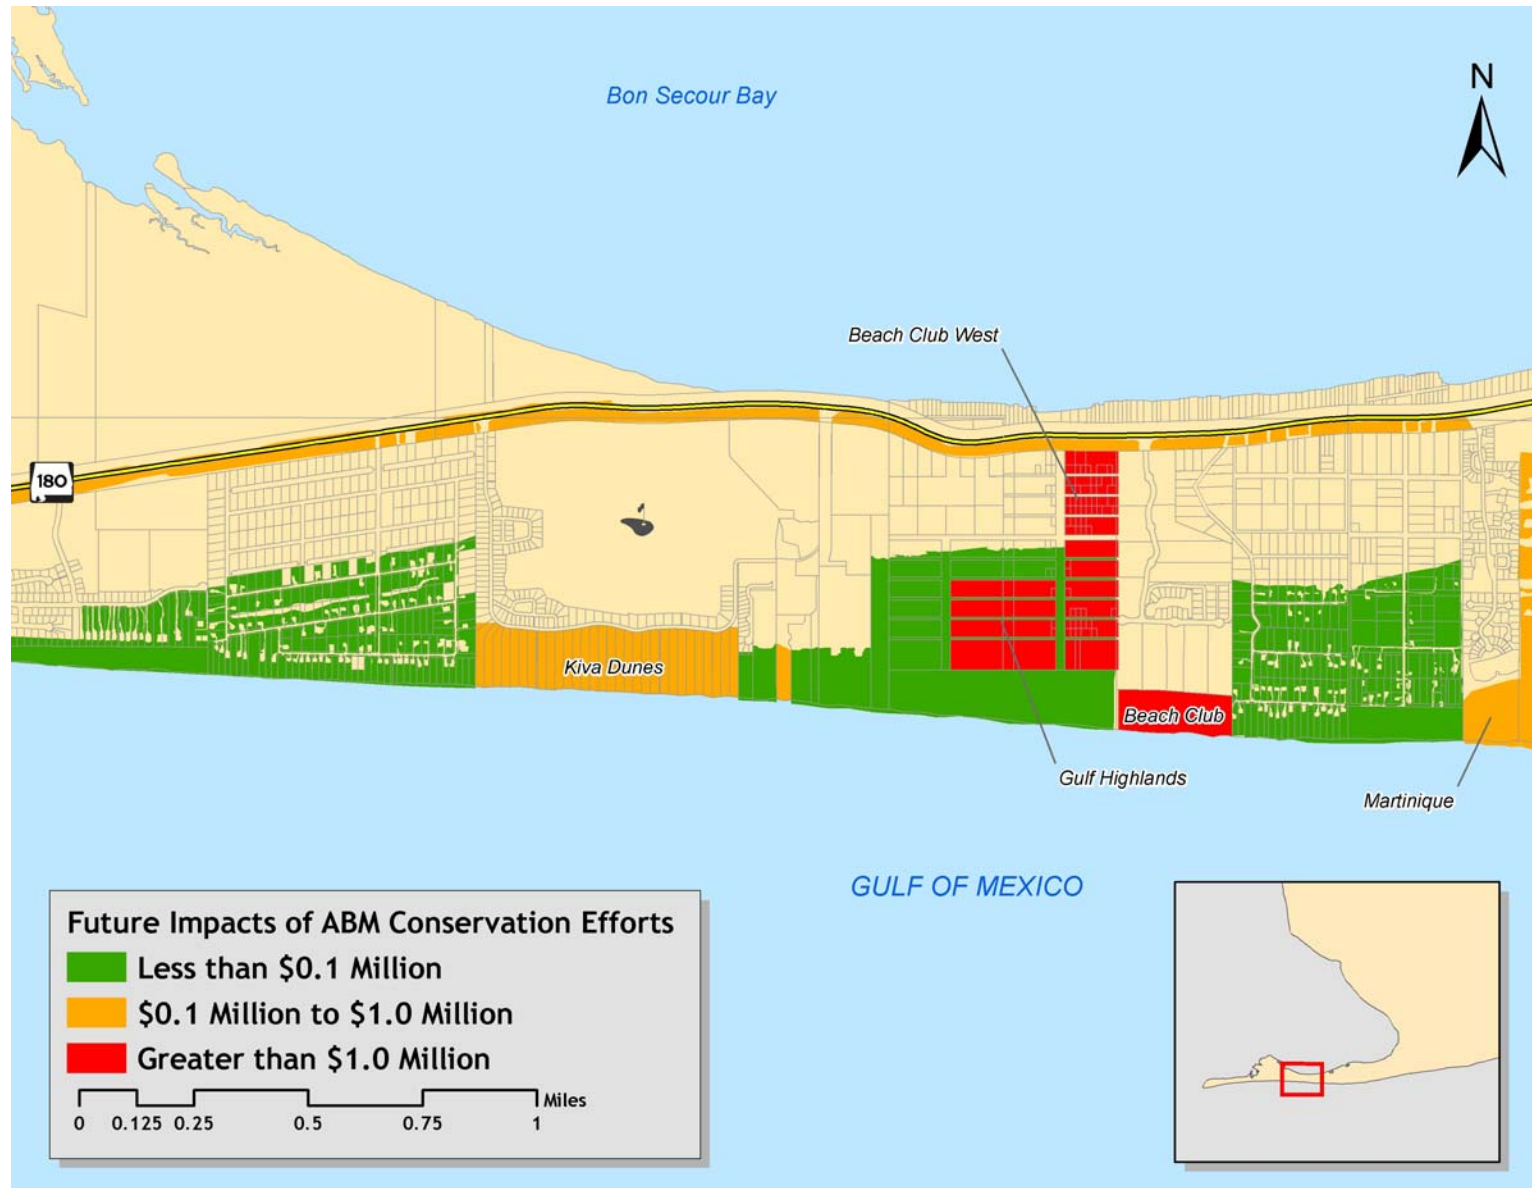 Bon Secour Bay
N
Beach Club West
180
Kiva Dunes
Beach Club
Gulf Highlands
Martinique
GULF OF MEXICO
Future Impacts of ABM Conservation Efforts
Less than $0.1 Million
$0.1 Million to $1.0 Million
Greater than $1.0 Million
Miles
0 0.125 0.25 0.5 0.75 1